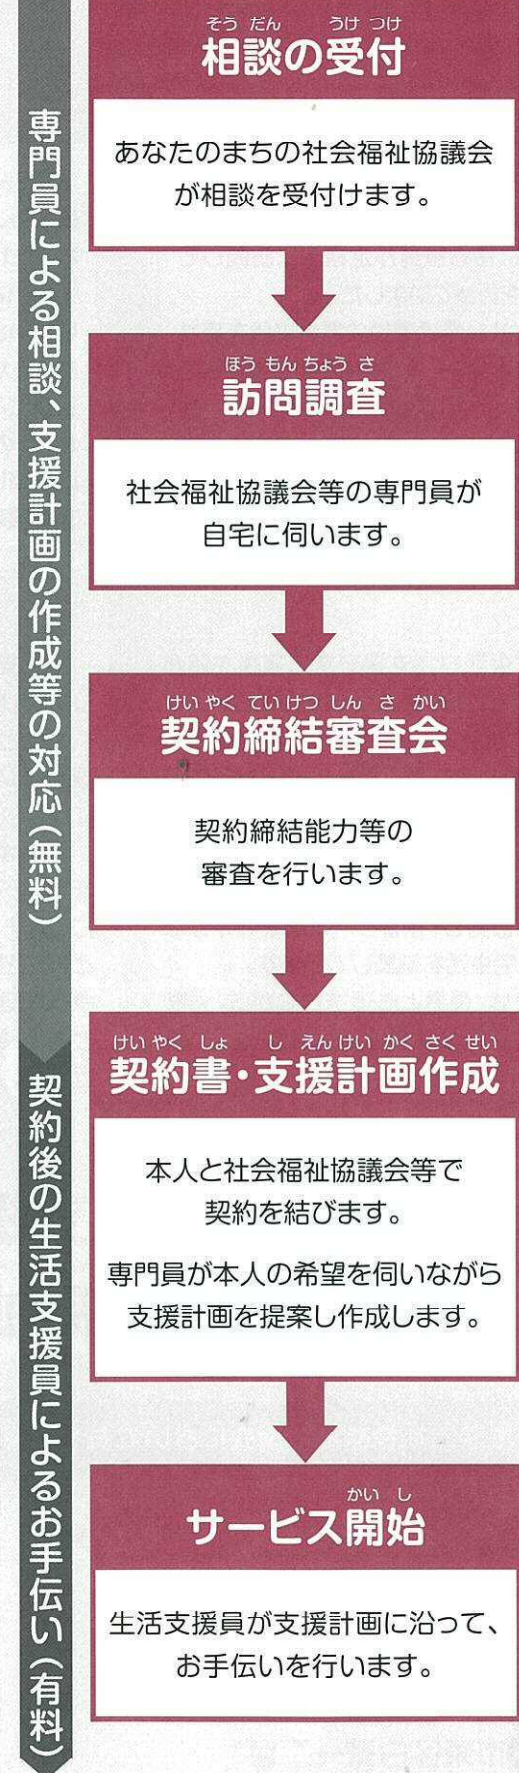 専門員による相談、支援計画の作成等の対応（無料）
契約後の生活支援員によるお手伝い（有料）
そうだん うけつけ
相談の受付
あなたのまちの社会福祉協議会
が相談を受付けます。
ほうもんちょうさ
訪問調査
社会福祉協議会等の専門員が
自宅に伺います。
けいやくていけつしんさかい
契約締結審査会
契約締結能力等の
審査を行います。
けいやくしょ しえんけいかくさくせい
契約書・支援計画作成
本人と社会福祉協議会等で
契約を結びます。
専門員が本人の希望を伺いながら
支援計画を提案し作成します。
かいし
サービス開始
生活支援員が支援計画に沿って、
お手伝いを行います。